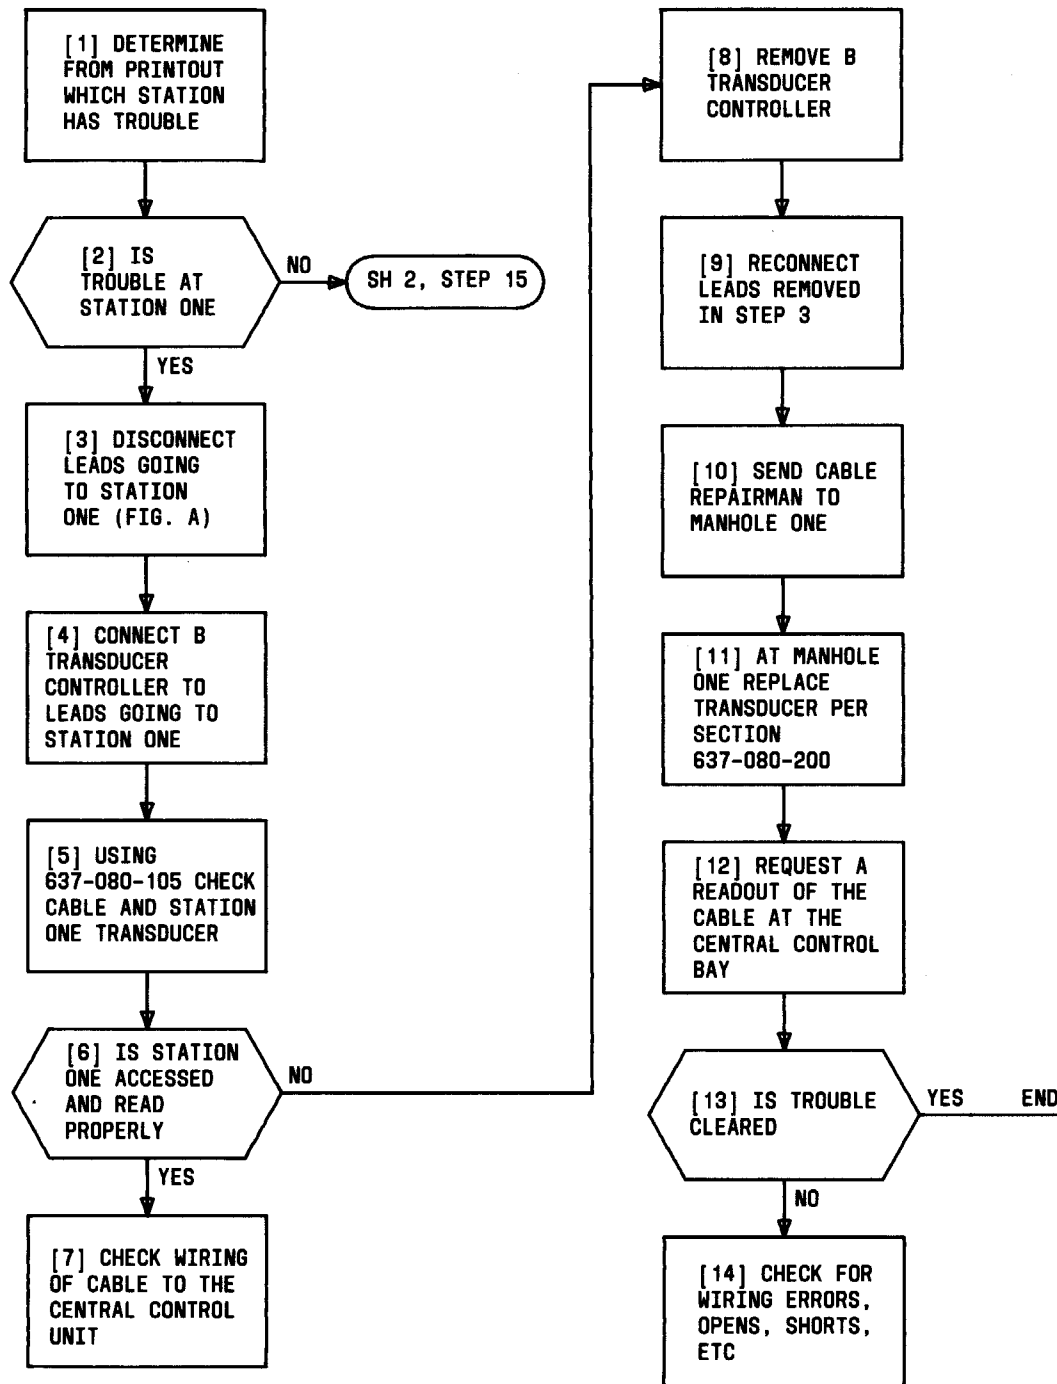 [1] DETERMINE
FROM PRINTOUT
WHICH STATION
HAS TROUBLE
[2] IS
TROUBLE AT
STATION ONE
NO
SH 2, STEP 15
YES
[3] DISCONNECT
LEADS GOING
TO STATION
ONE (FIG. A)
[4] CONNECT B
TRANSDUCER
CONTROLLER TO
LEADS GOING TO
STATION ONE
[5] USING
637-080-105 CHECK
CABLE AND STATION
ONE TRANSDUCER
[6] IS STATION
ONE ACCESSED
AND READ
PROPERLY
NO
YES
[7] CHECK WIRING
OF CABLE TO THE
CENTRAL CONTROL
UNIT
[8] REMOVE B
TRANSDUCER
CONTROLLER
[9] RECONNECT
LEADS REMOVED
IN STEP 3
[10] SEND CABLE
REPAIRMAN TO
MANHOLE ONE
[11] AT MANHOLE
ONE REPLACE
TRANSDUCER PER
SECTION
637-080-200
[12] REQUEST A
READOUT OF THE
CABLE AT THE
CENTRAL CONTROL
BAY
[13] IS TROUBLE
CLEARED
YES
END
NO
[14] CHECK FOR
WIRING ERRORS,
OPENS, SHORTS,
ETC